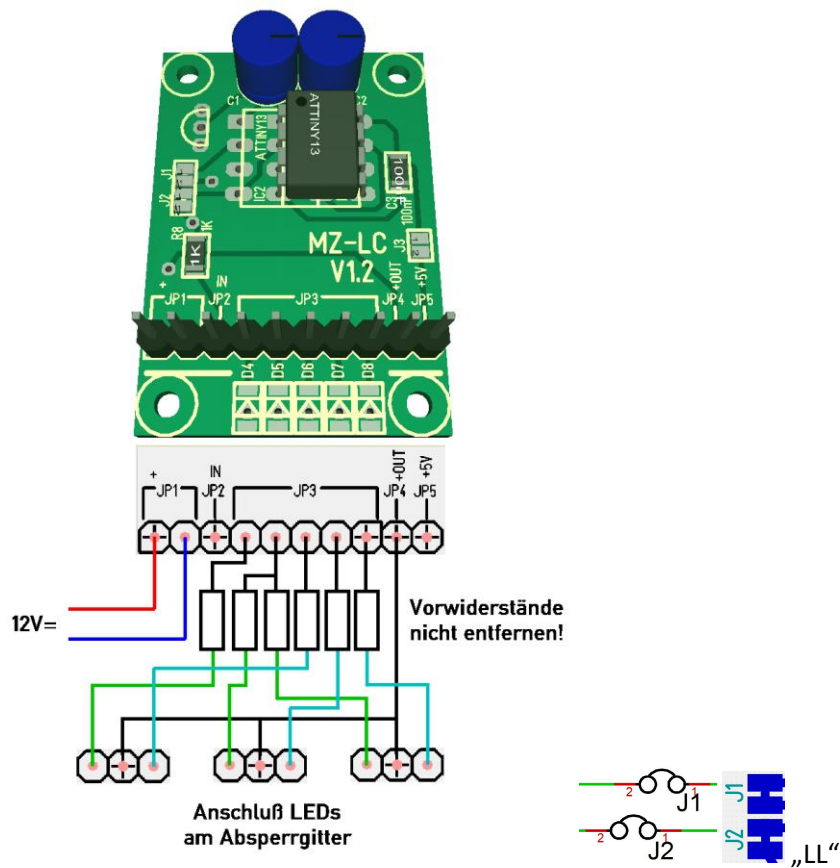 C1
C2
ATTINY13
ATTINY13
IC2
J1
J2
100nF
C3
100nF
R8
1K
1K
MZ-LC
V1.2
J3
1 2
+
JP1
IN
JP2
JP3
+OUT
JP4
+5V
JP5
D4
D5
D6
D7
D8
+
JP1
IN
JP2
JP3
+OUT
JP4
+5V
JP5
12V=
Vorwiderstände
nicht entfernen!
Anschluß LEDs
am Absperrgitter
2 1
J1
J1
2 1
J2
J2
„LL“